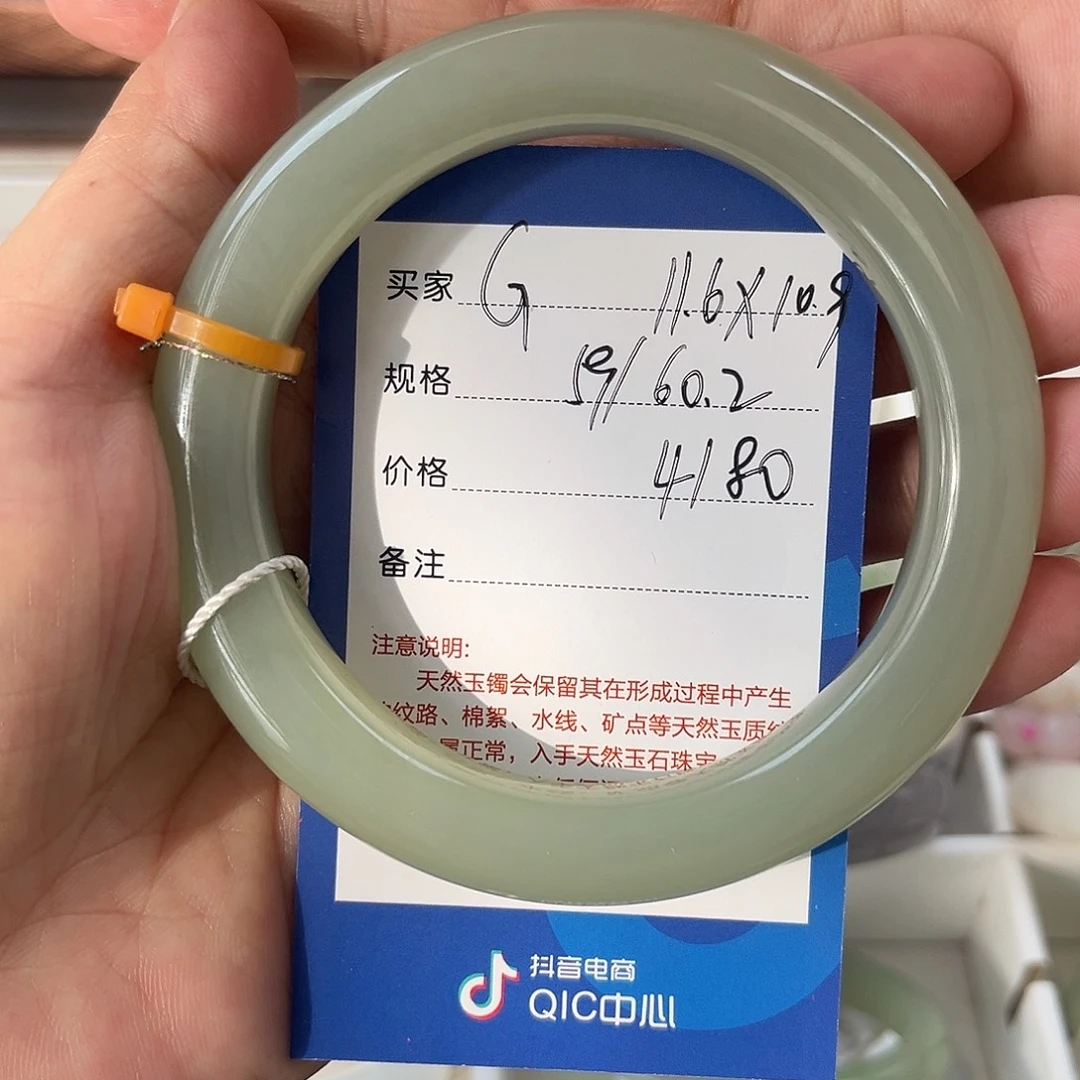 买家 G 11.6X10.9
规格 59/60.2
价格 4180
备注
注意说明:
天然玉镯会保留其在形成过程中产生
纹路、棉絮、水线、矿点等天然玉质
属正常，入手天然玉石珠宝
抖音电商
QIC中心